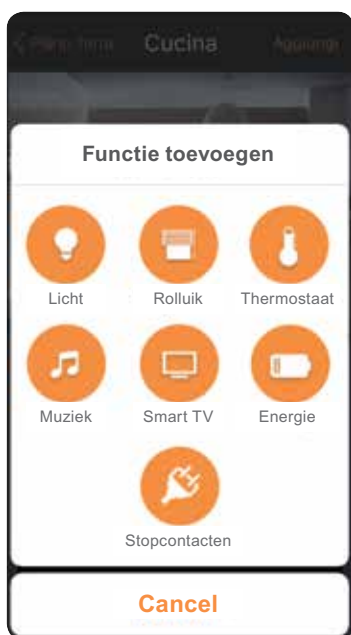 Cucina
Functie toevoegen
Licht Rolluik Thermostaat
Muziek Smart TV Energie
Stopcontacten
Cancel